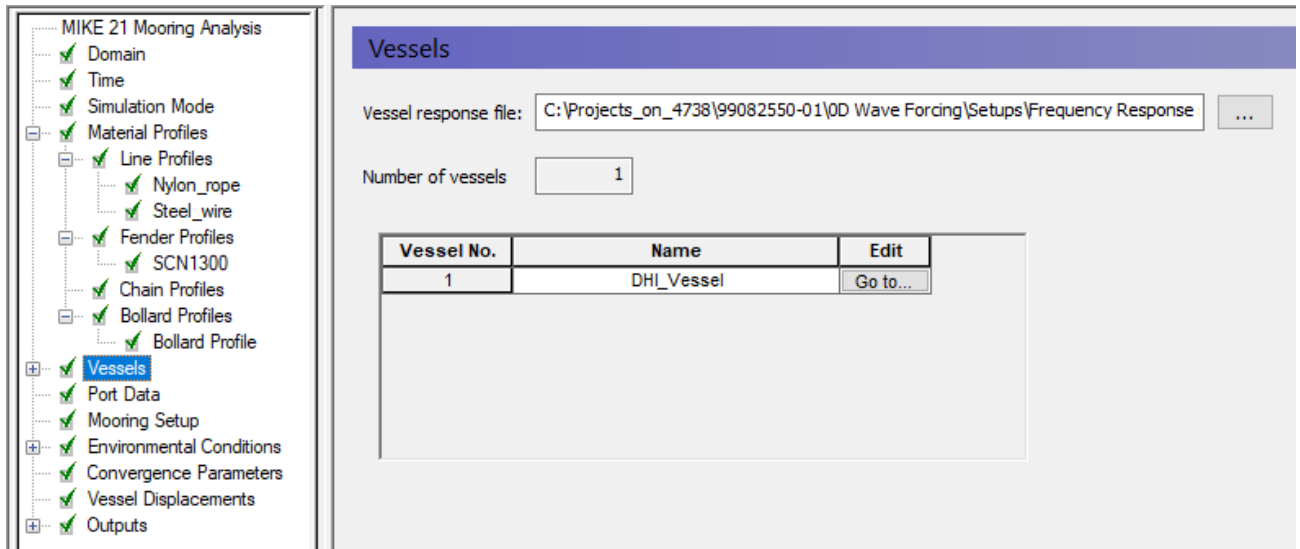 MIKE 21 Mooring Analysis
Domain
Time
Simulation Mode
Material Profiles
Line Profiles
Nylon_rope
Steel_wire
Fender Profiles
SCN1300
Chain Profiles
Bollard Profiles
Bollard Profile
Vessels
Port Data
Mooring Setup
Environmental Conditions
Convergence Parameters
Vessel Displacements
Outputs
Vessels
Vessel response file: C:\Projects_on_4738\99082550-01\0D Wave Forcing\Setups\Frequency Response ...
Number of vessels 1
Vessel No. Name Edit
1 DHI_Vessel Go to...